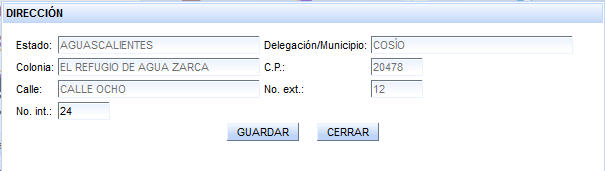 DIRECCIÓN
Estado: AGUASCALIENTES Delegación/Municipio: COSÍO
Colonia: EL REFUGIO DE AGUA ZARCA C.P.: 20478
Calle: CALLE OCHO No. ext.: 12
No. int.: 24
GUARDAR CERRAR